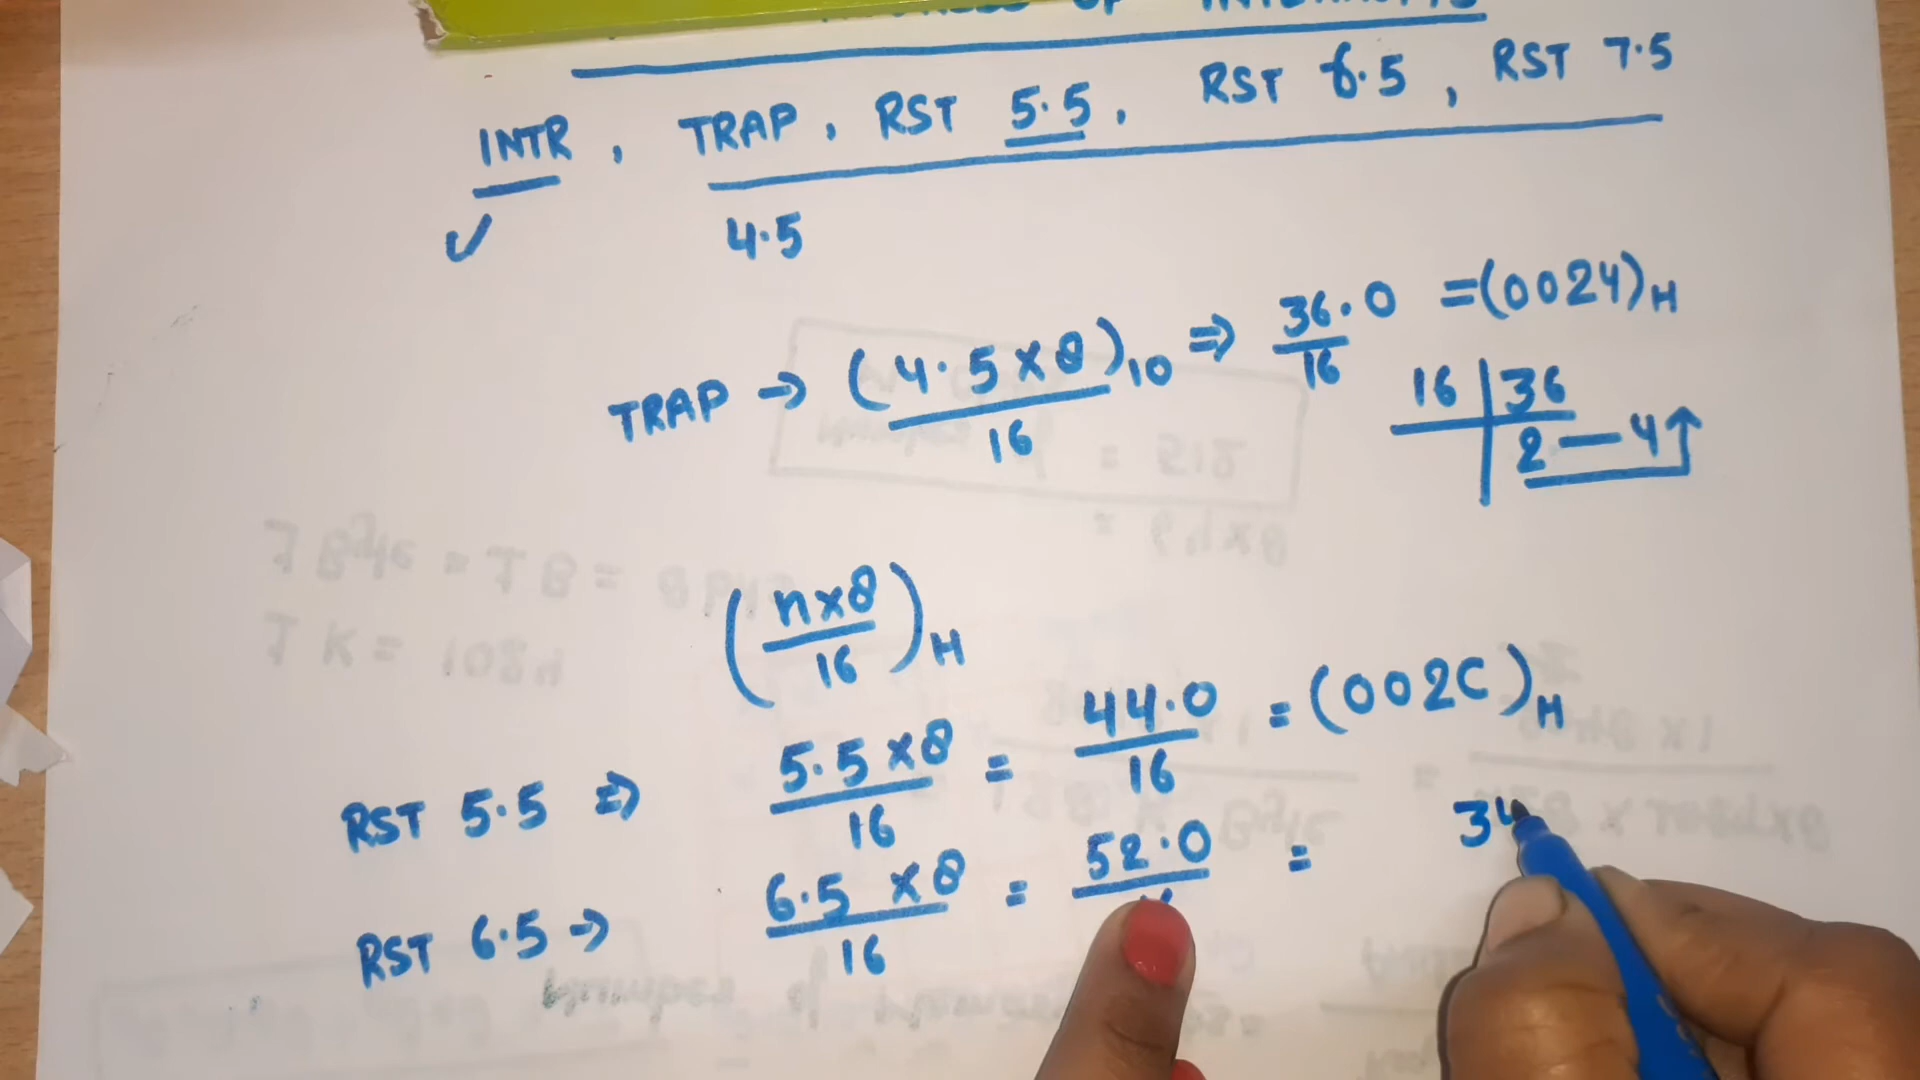 INTR, TRAP, RST 5.5, RST 6.5, RST 7.5
✓ 4.5
TRAP → (4.5×8)10 / 16 ⇒ 36.0 / 16 = (0024)H
16 | 36
2 — 4↑
(n×8 / 16)H
RST 5.5 ⇒ 5.5×8 / 16 = 44.0 / 16 = (002C)H
RST 6.5 → 6.5 ×8 / 16 = 52.0 / = 34